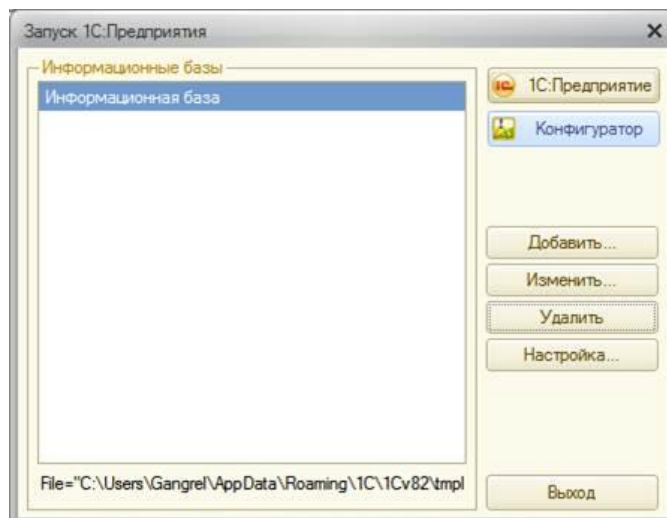 Запуск 1С:Предприятия
Информационные базы
Информационная база
1С:Предприятие
Конфигуратор
Добавить...
Изменить...
Удалить
Настройка...
File="C:\Users\Gangrel\AppData\Roaming\1C\1Cv82\tmpl
Выход